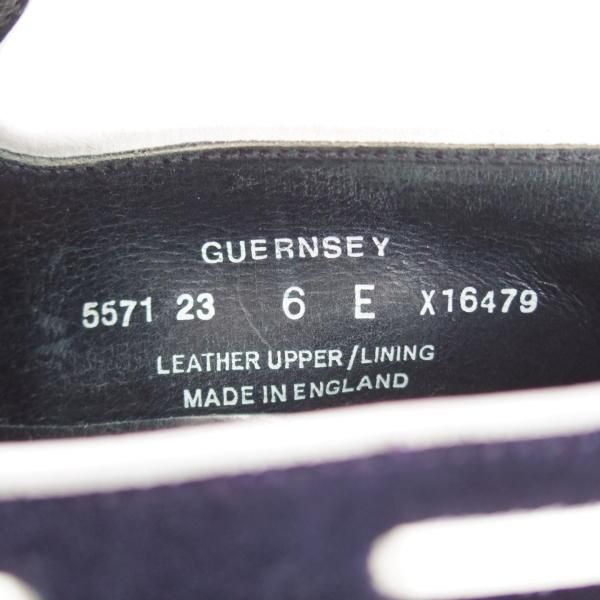 GUERNSEY
5571 23 6 E X16479
LEATHER UPPER/LINING
MADE IN ENGLAND